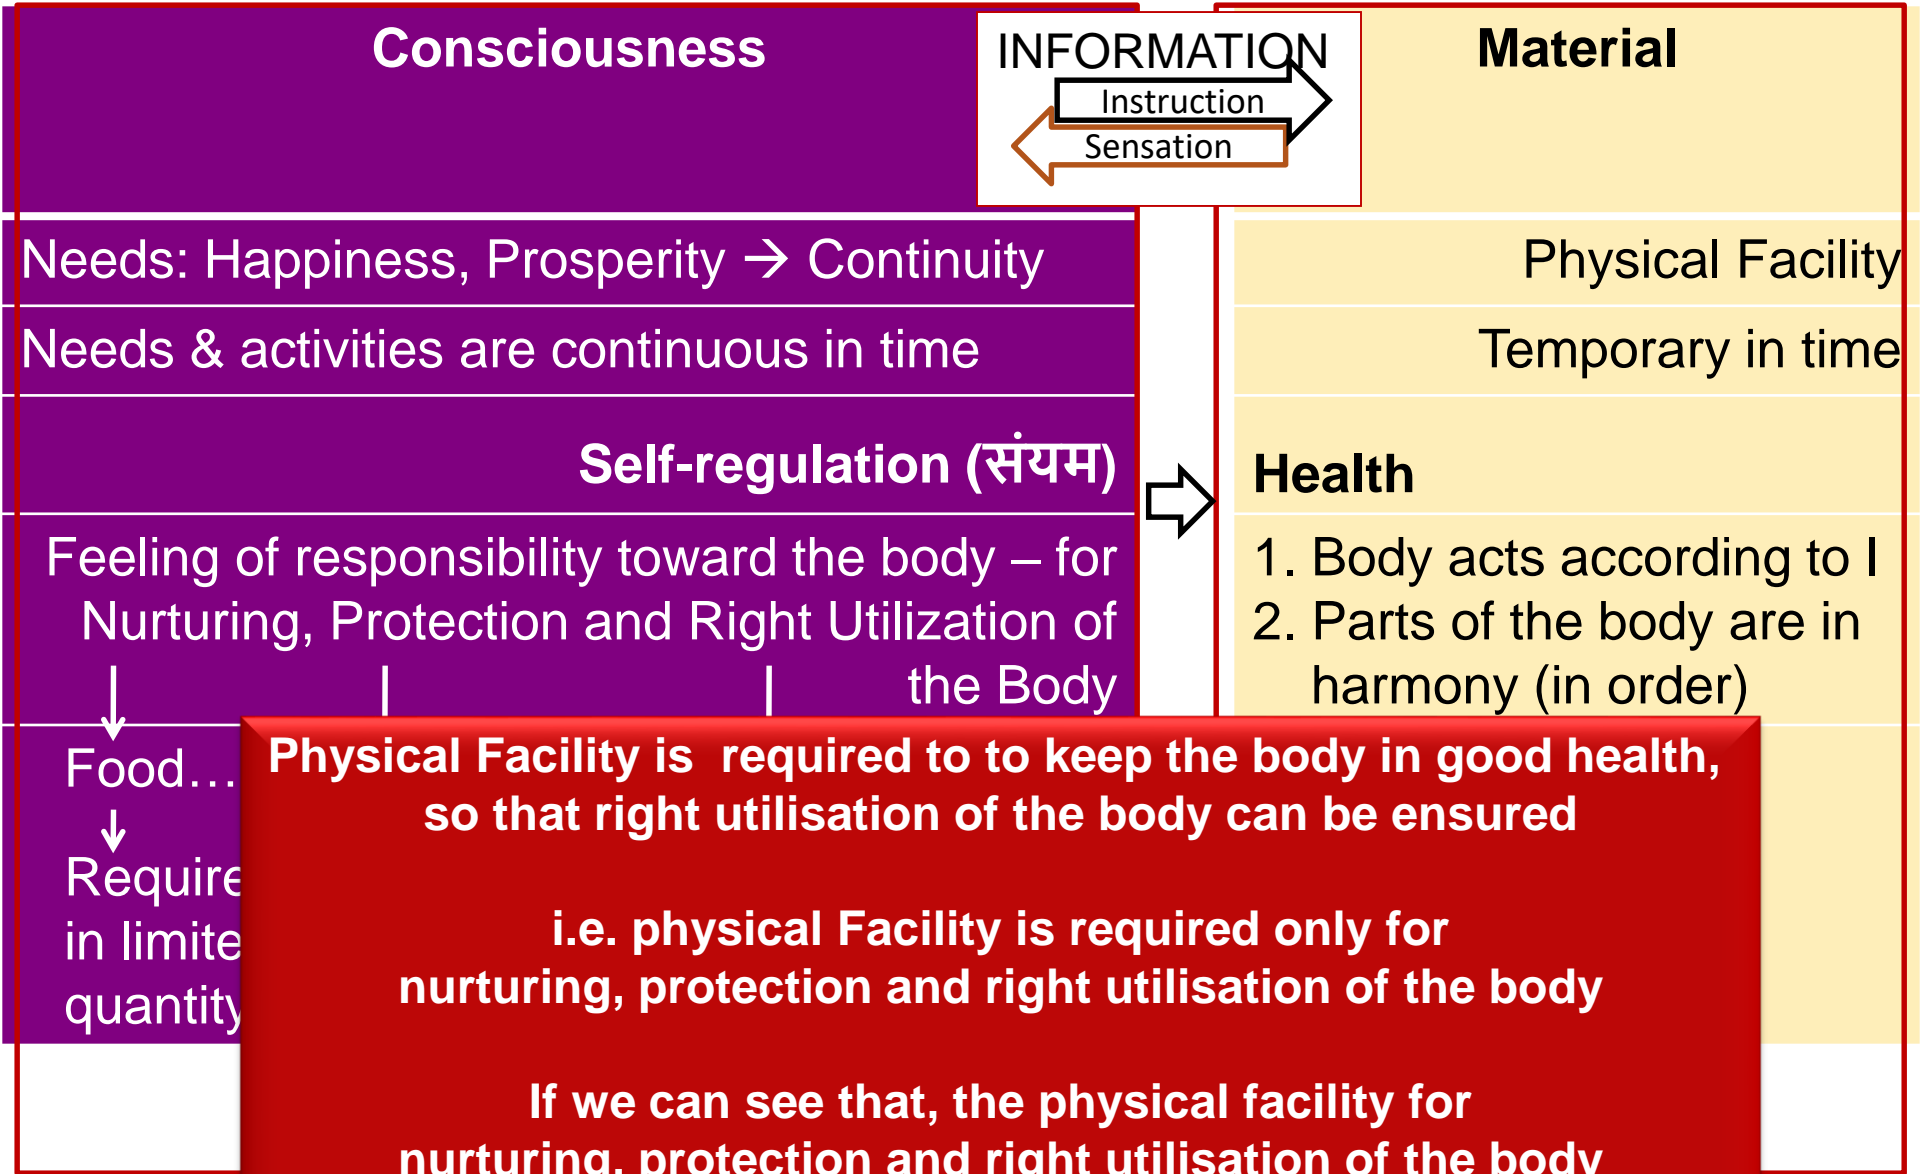 Consciousness
INFORMATION
Instruction
Sensation
Material
Needs: Happiness, Prosperity → Continuity
Physical Facility
Needs & activities are continuous in time
Temporary in time
Self-regulation (संयम)
Health
Feeling of responsibility toward the body – for
Nurturing, Protection and Right Utilization of
the Body
1. Body acts according to I
2. Parts of the body are in
harmony (in order)
Food…
in
Physical Facility is required to to keep the body in good health,
so that right utilisation of the body can be ensured
i.e. physical Facility is required only for
nurturing, protection and right utilisation of the body
If we can see that, the physical facility for
nurturing, protection and right utilisation of the body